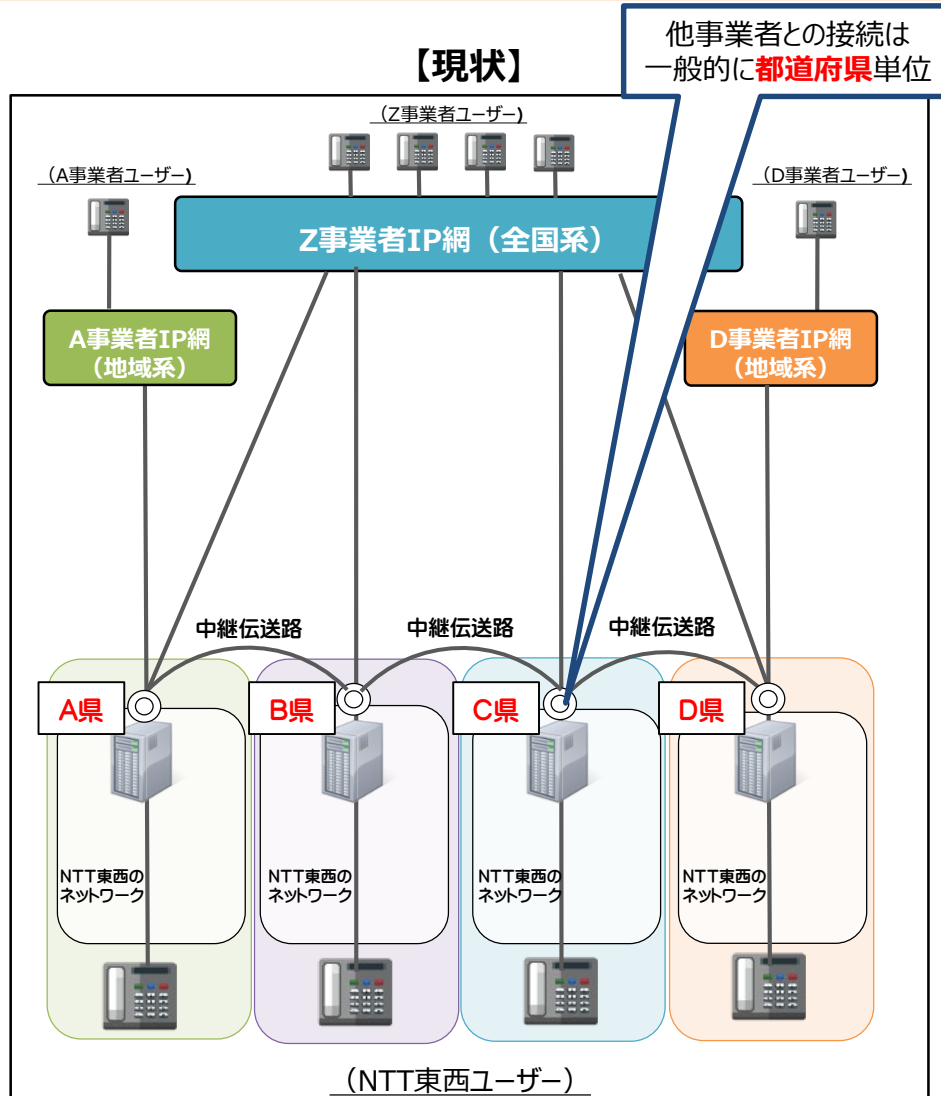 【現状】
他事業者との接続は
一般的に都道府県単位
（Z事業者ユーザー)
（A事業者ユーザー)
（D事業者ユーザー)
Z事業者IP網（全国系）
A事業者IP網
（地域系）
D事業者IP網
（地域系）
中継伝送路
中継伝送路
中継伝送路
A県
B県
C県
D県
NTT東西の
ネットワーク
NTT東西の
ネットワーク
NTT東西の
ネットワーク
NTT東西の
ネットワーク
（NTT東西ユーザー）